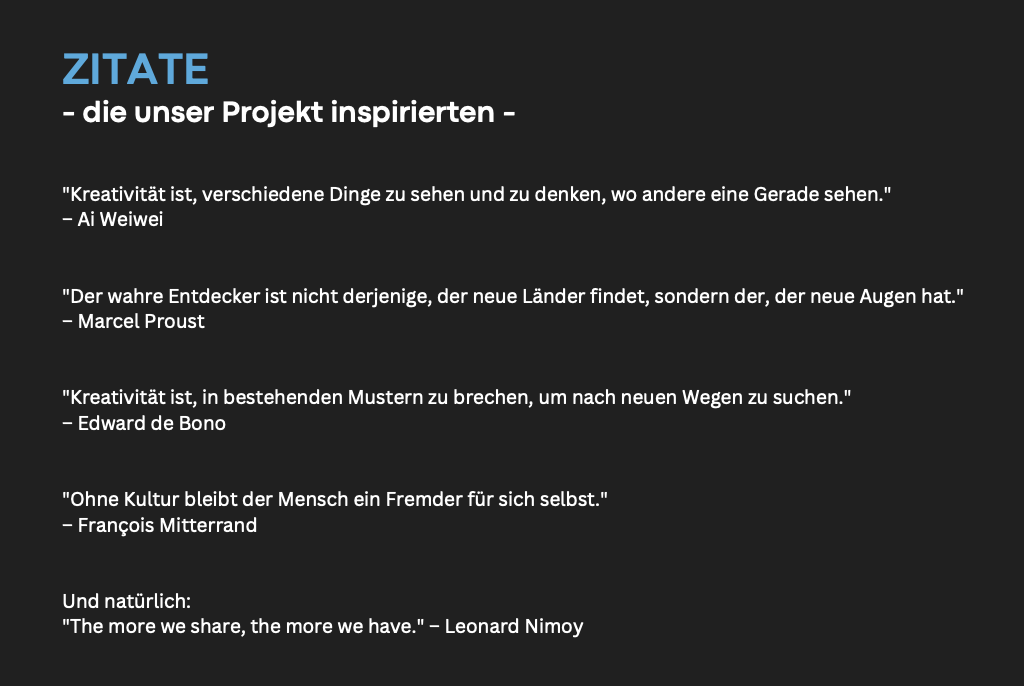 ZITATE
- die unser Projekt inspirierten -
"Kreativität ist, verschiedene Dinge zu sehen und zu denken, wo andere eine Gerade sehen."
– Ai Weiwei
"Der wahre Entdecker ist nicht derjenige, der neue Länder findet, sondern der, der neue Augen hat."
– Marcel Proust
"Kreativität ist, in bestehenden Mustern zu brechen, um nach neuen Wegen zu suchen."
– Edward de Bono
"Ohne Kultur bleibt der Mensch ein Fremder für sich selbst."
– François Mitterrand
Und natürlich:
"The more we share, the more we have." – Leonard Nimoy